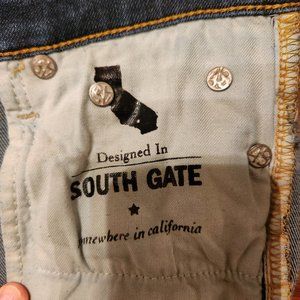 Designed In
SOUTH GATE
somewhere in california